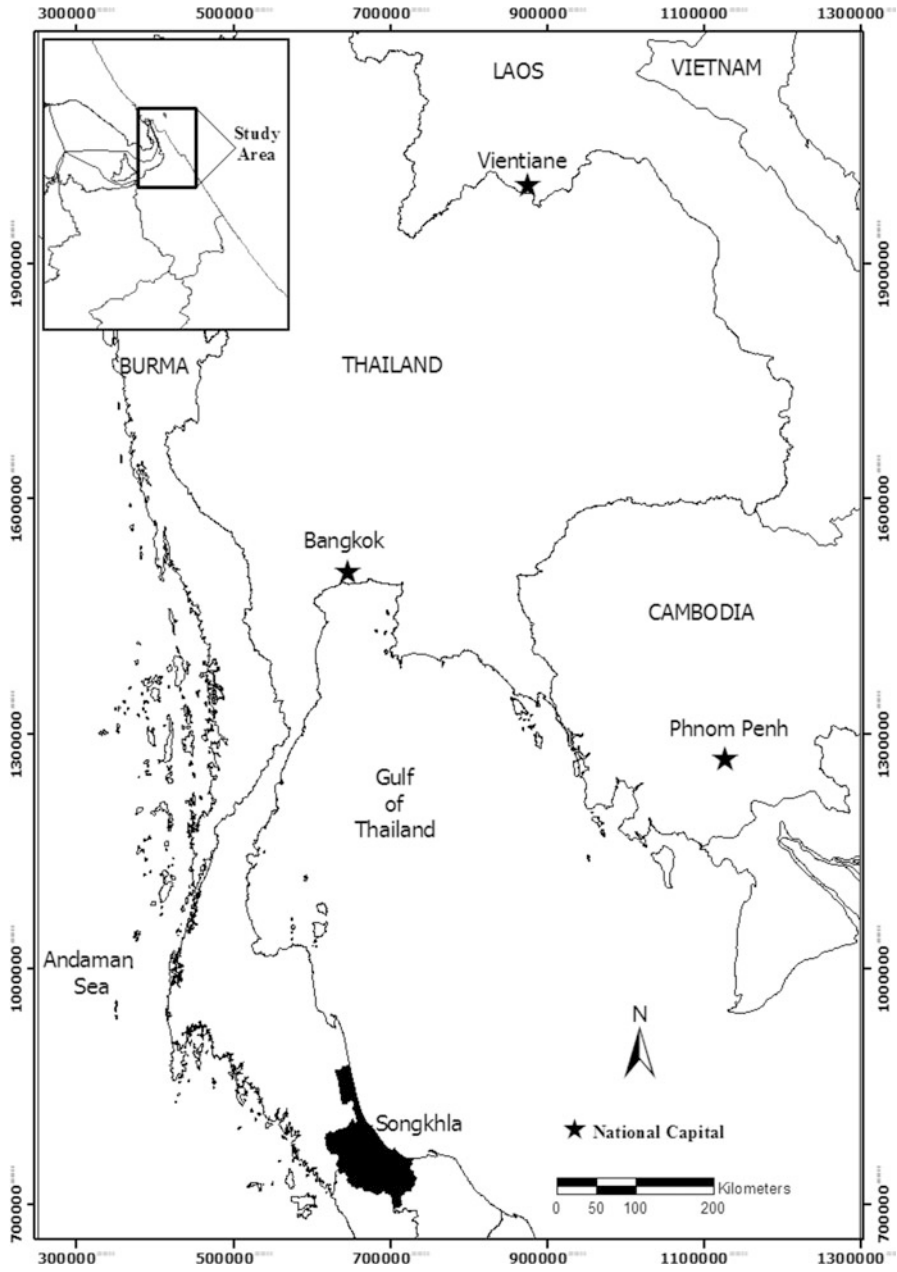 300000 500000 700000 900000 1100000 1300000
LAOS
VIETNAM
Study
Area
Vientiane
1900000
1900000
BURMA
THAILAND
1600000
1600000
Bangkok
CAMBODIA
Phnom Penh
1300000
1300000
Gulf
of
Thailand
Andaman
Sea
1000000
1000000
N
Songkhla
National Capital
Kilometers
0 50 100 200
700000
700000
300000 500000 700000 900000 1100000 1300000